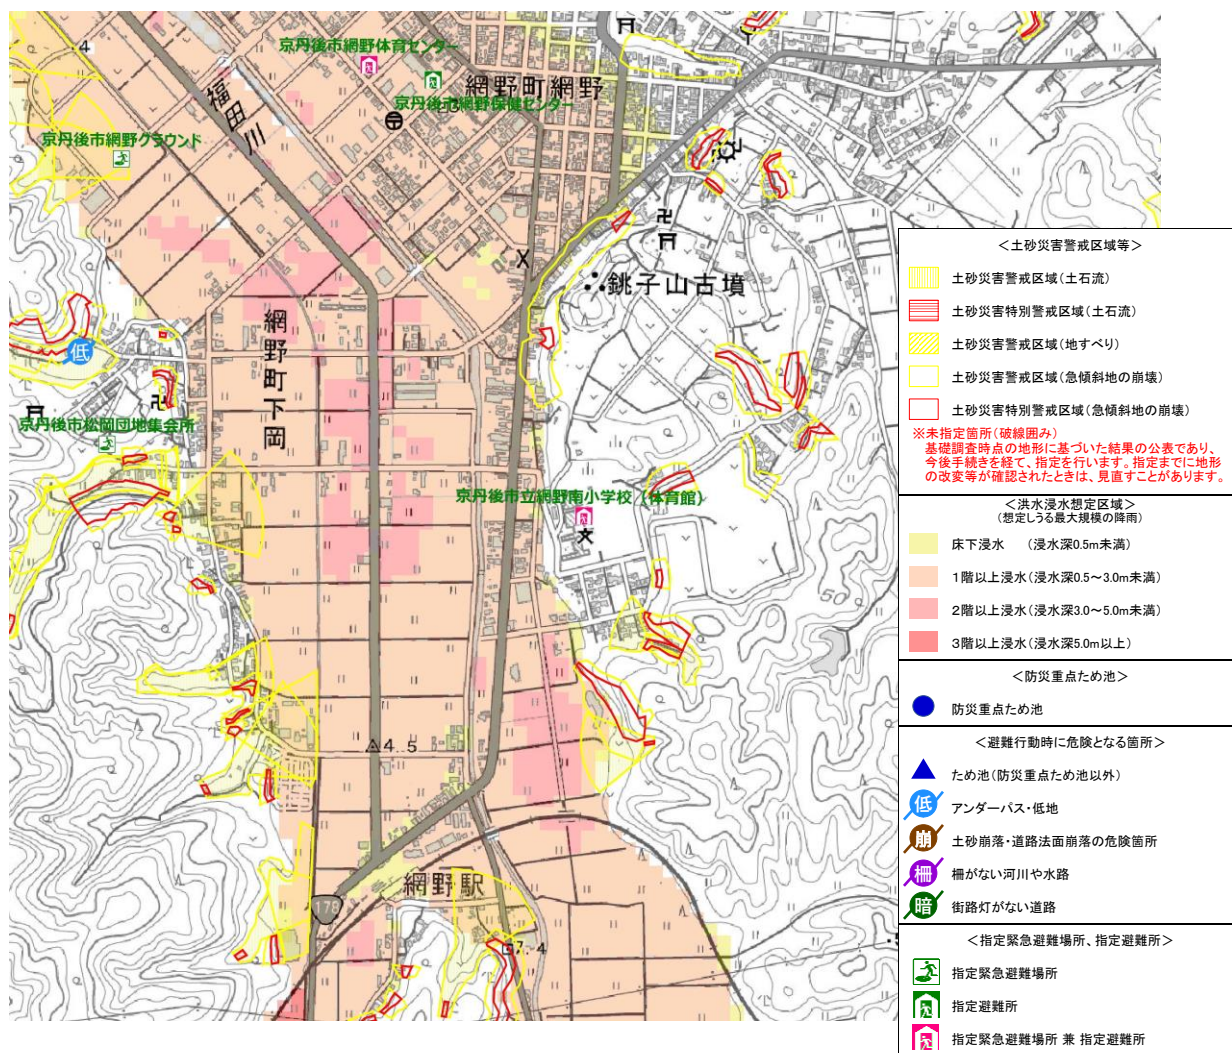 4
京丹後市網野体育センター
網野町網野
京丹後市網野保健センター
福田川
京丹後市網野グラウンド
銚子山古墳
網野町下岡
低
京丹後市松岡団地集会所
京丹後市立網野南小学校（体育館）
50
4.5
網野駅
178
57.4
＜土砂災害警戒区域等＞
土砂災害警戒区域（土石流）
土砂災害特別警戒区域（土石流）
土砂災害警戒区域（地すべり）
土砂災害警戒区域（急傾斜地の崩壊）
土砂災害特別警戒区域（急傾斜地の崩壊）
※未指定箇所（破線囲み）
基礎調査時点の地形に基づいた結果の公表であり、
今後手続きを経て、指定を行います。指定までに地形
の改変等が確認されたときは、見直すことがあります。
＜洪水浸水想定区域＞
（想定しうる最大規模の降雨）
床下浸水　（浸水深0.5m未満）
１階以上浸水（浸水深0.5～3.0m未満）
２階以上浸水（浸水深3.0～5.0m未満）
３階以上浸水（浸水深5.0m以上）
＜防災重点ため池＞
防災重点ため池
＜避難行動時に危険となる箇所＞
ため池（防災重点ため池以外）
低 アンダーパス・低地
崩 土砂崩落・道路法面崩落の危険箇所
柵 柵がない河川や水路
暗 街路灯がない道路
＜指定緊急避難場所、指定避難所＞
指定緊急避難場所
指定避難所
指定緊急避難場所 兼 指定避難所